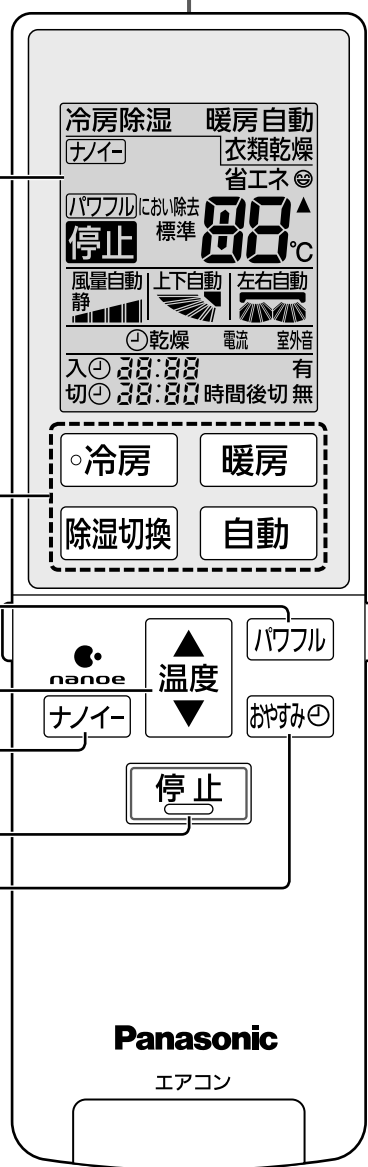 冷房除湿 暖房自動
ナノイー 衣類乾燥
省エネ
パワフル におい除去 88 ▲
停止 標準 ℃
風量自動 上下自動 左右自動
静
乾燥 電流 室外音
入 28:88 有
切 28:80 時間後切 無
冷房 暖房
除湿切換 自動
パワフル
▲
温度
▼
nanoe
ナノイー
おやすみ
停止
Panasonic
エアコン